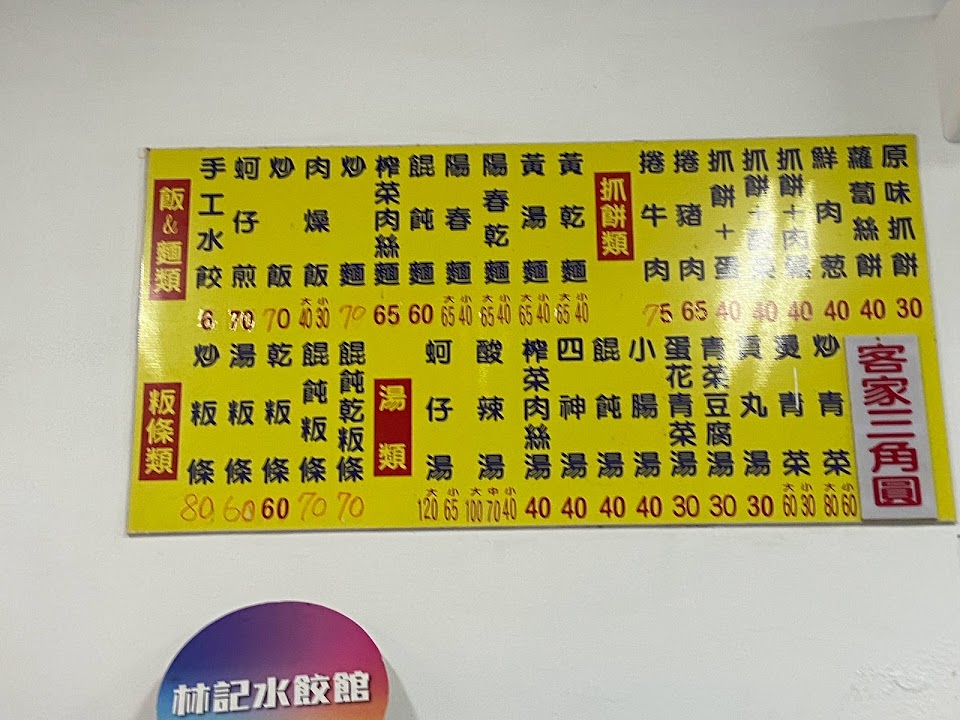 飯&麵類
手工水餃 6
蚵仔煎 70
炒飯 70
肉燥飯 大40 小30
炒麵 70
榨菜肉絲麵 65
餛飩麵 60
陽春麵 大65 小40
陽春乾麵 大65 小40
黃湯麵 大65 小40
黃乾麵 大65 小40
抓餅類
捲牛肉 75
捲豬肉 65
抓餅+蛋 40
抓餅+ 40
抓餅+肉 40
鮮肉葱 40
蘿蔔絲餅 40
原味抓餅 30
粄條類
炒粄條 80
湯粄條 60
乾粄條 60
餛飩粄條 70
餛飩乾粄條 70
湯類
蚵仔湯 大120 小65
酸辣湯 大100 中70 小40
榨菜肉絲湯 40
四神湯 40
餛飩湯 40
小腸湯 40
蛋花青菜湯 30
青菜豆腐湯 30
貢丸湯 30
燙青菜 大60 小30
炒青菜 大80 小60
客家三角圓
林記水餃館